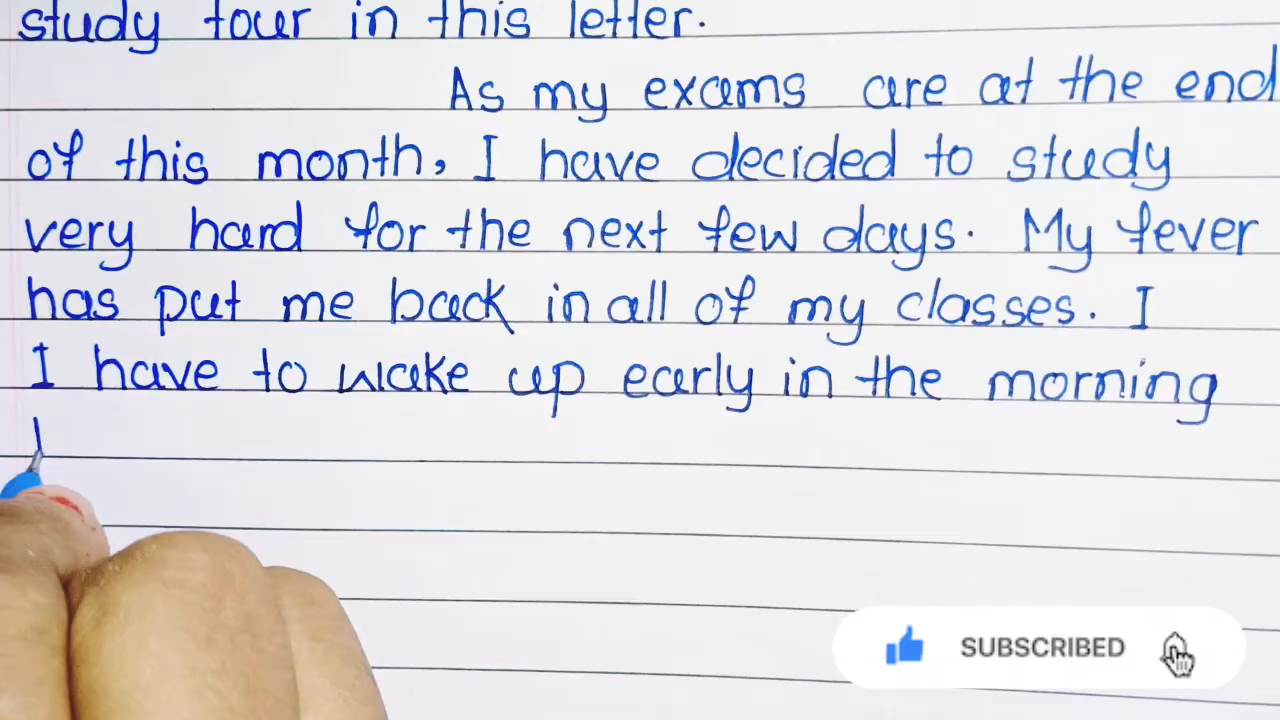 study tour in this letter.
As my exams are at the end
of this month, I have decided to study
very hard for the next few days. My fever
has put me back in all of my classes. I
I have to wake up early in the morning
SUBSCRIBED